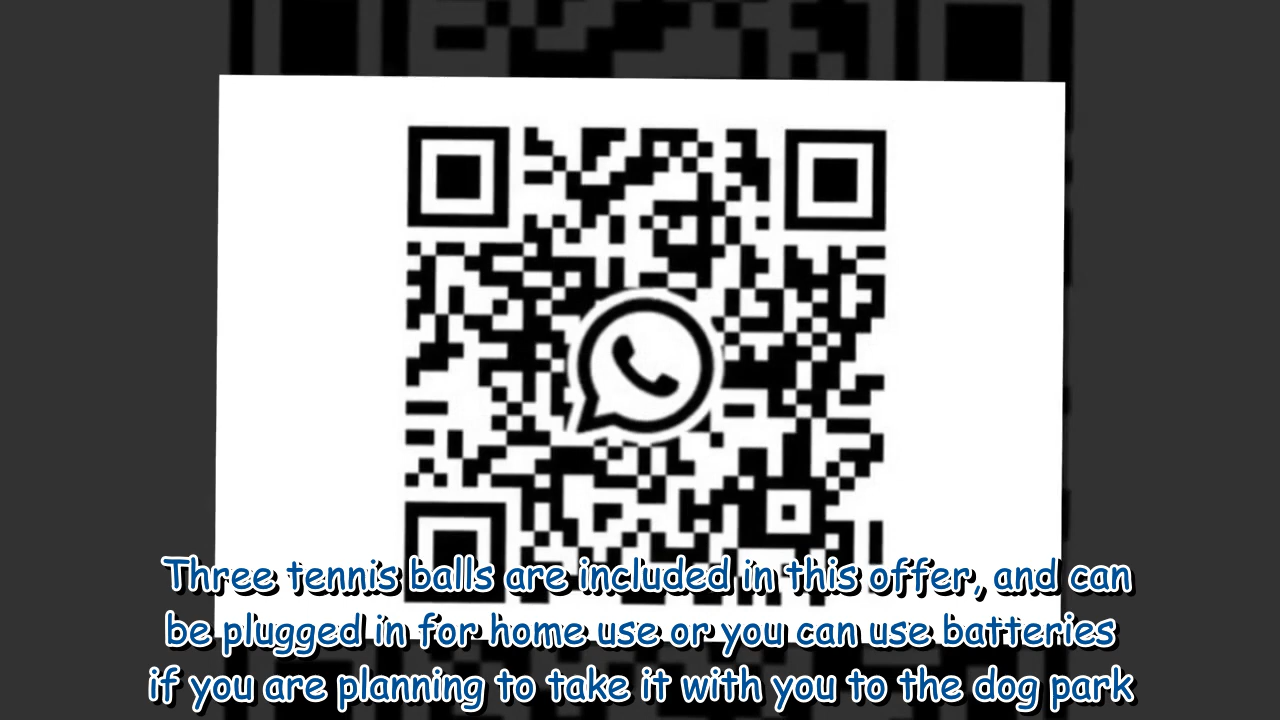 Three tennis balls are included in this offer, and can
be plugged in for home use or you can use batteries
if you are planning to take it with you to the dog park